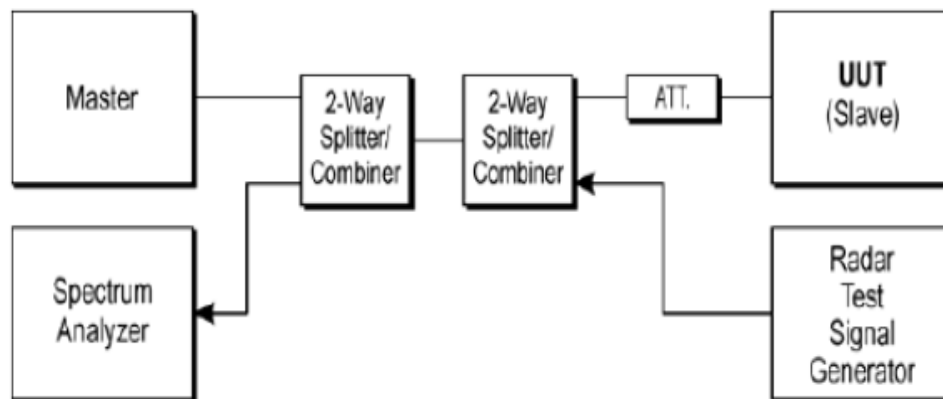 Master
2-Way
Splitter/
Combiner
2-Way
Splitter/
Combiner
ATT.
UUT
(Slave)
Spectrum
Analyzer
Radar
Test
Signal
Generator